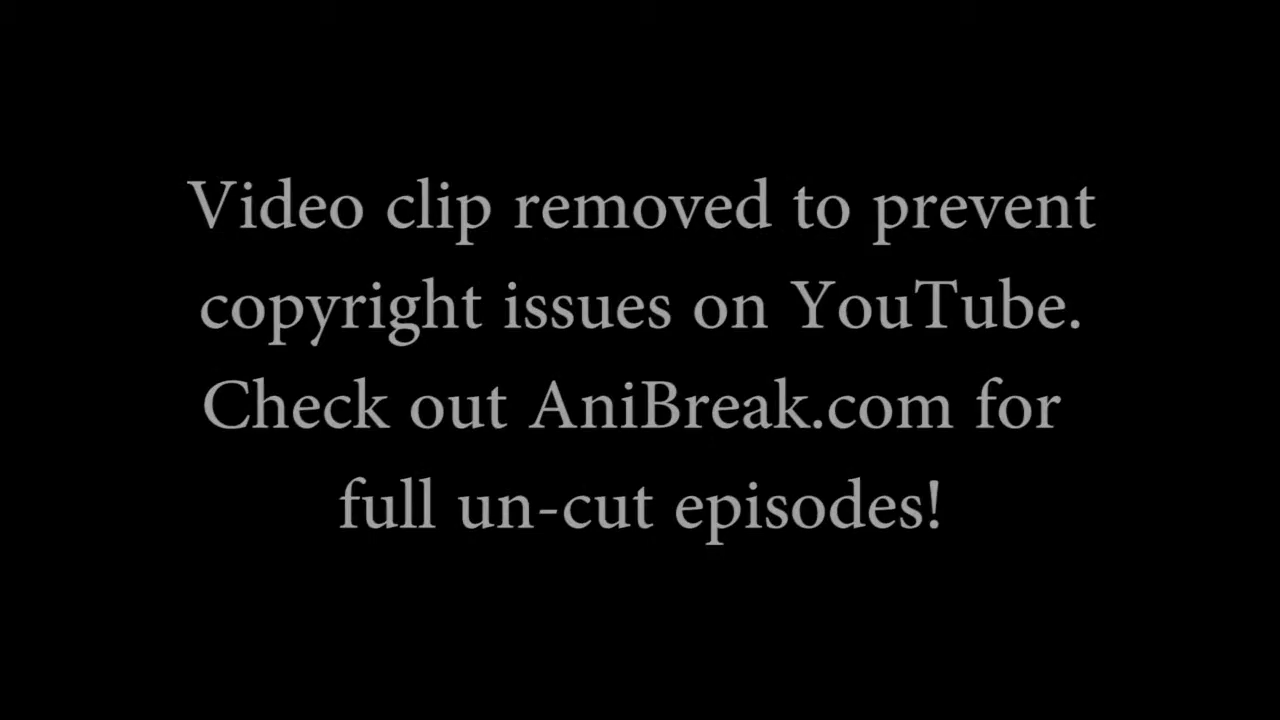 Video clip removed to prevent
copyright issues on YouTube.
Check out AniBreak.com for
full un-cut episodes!